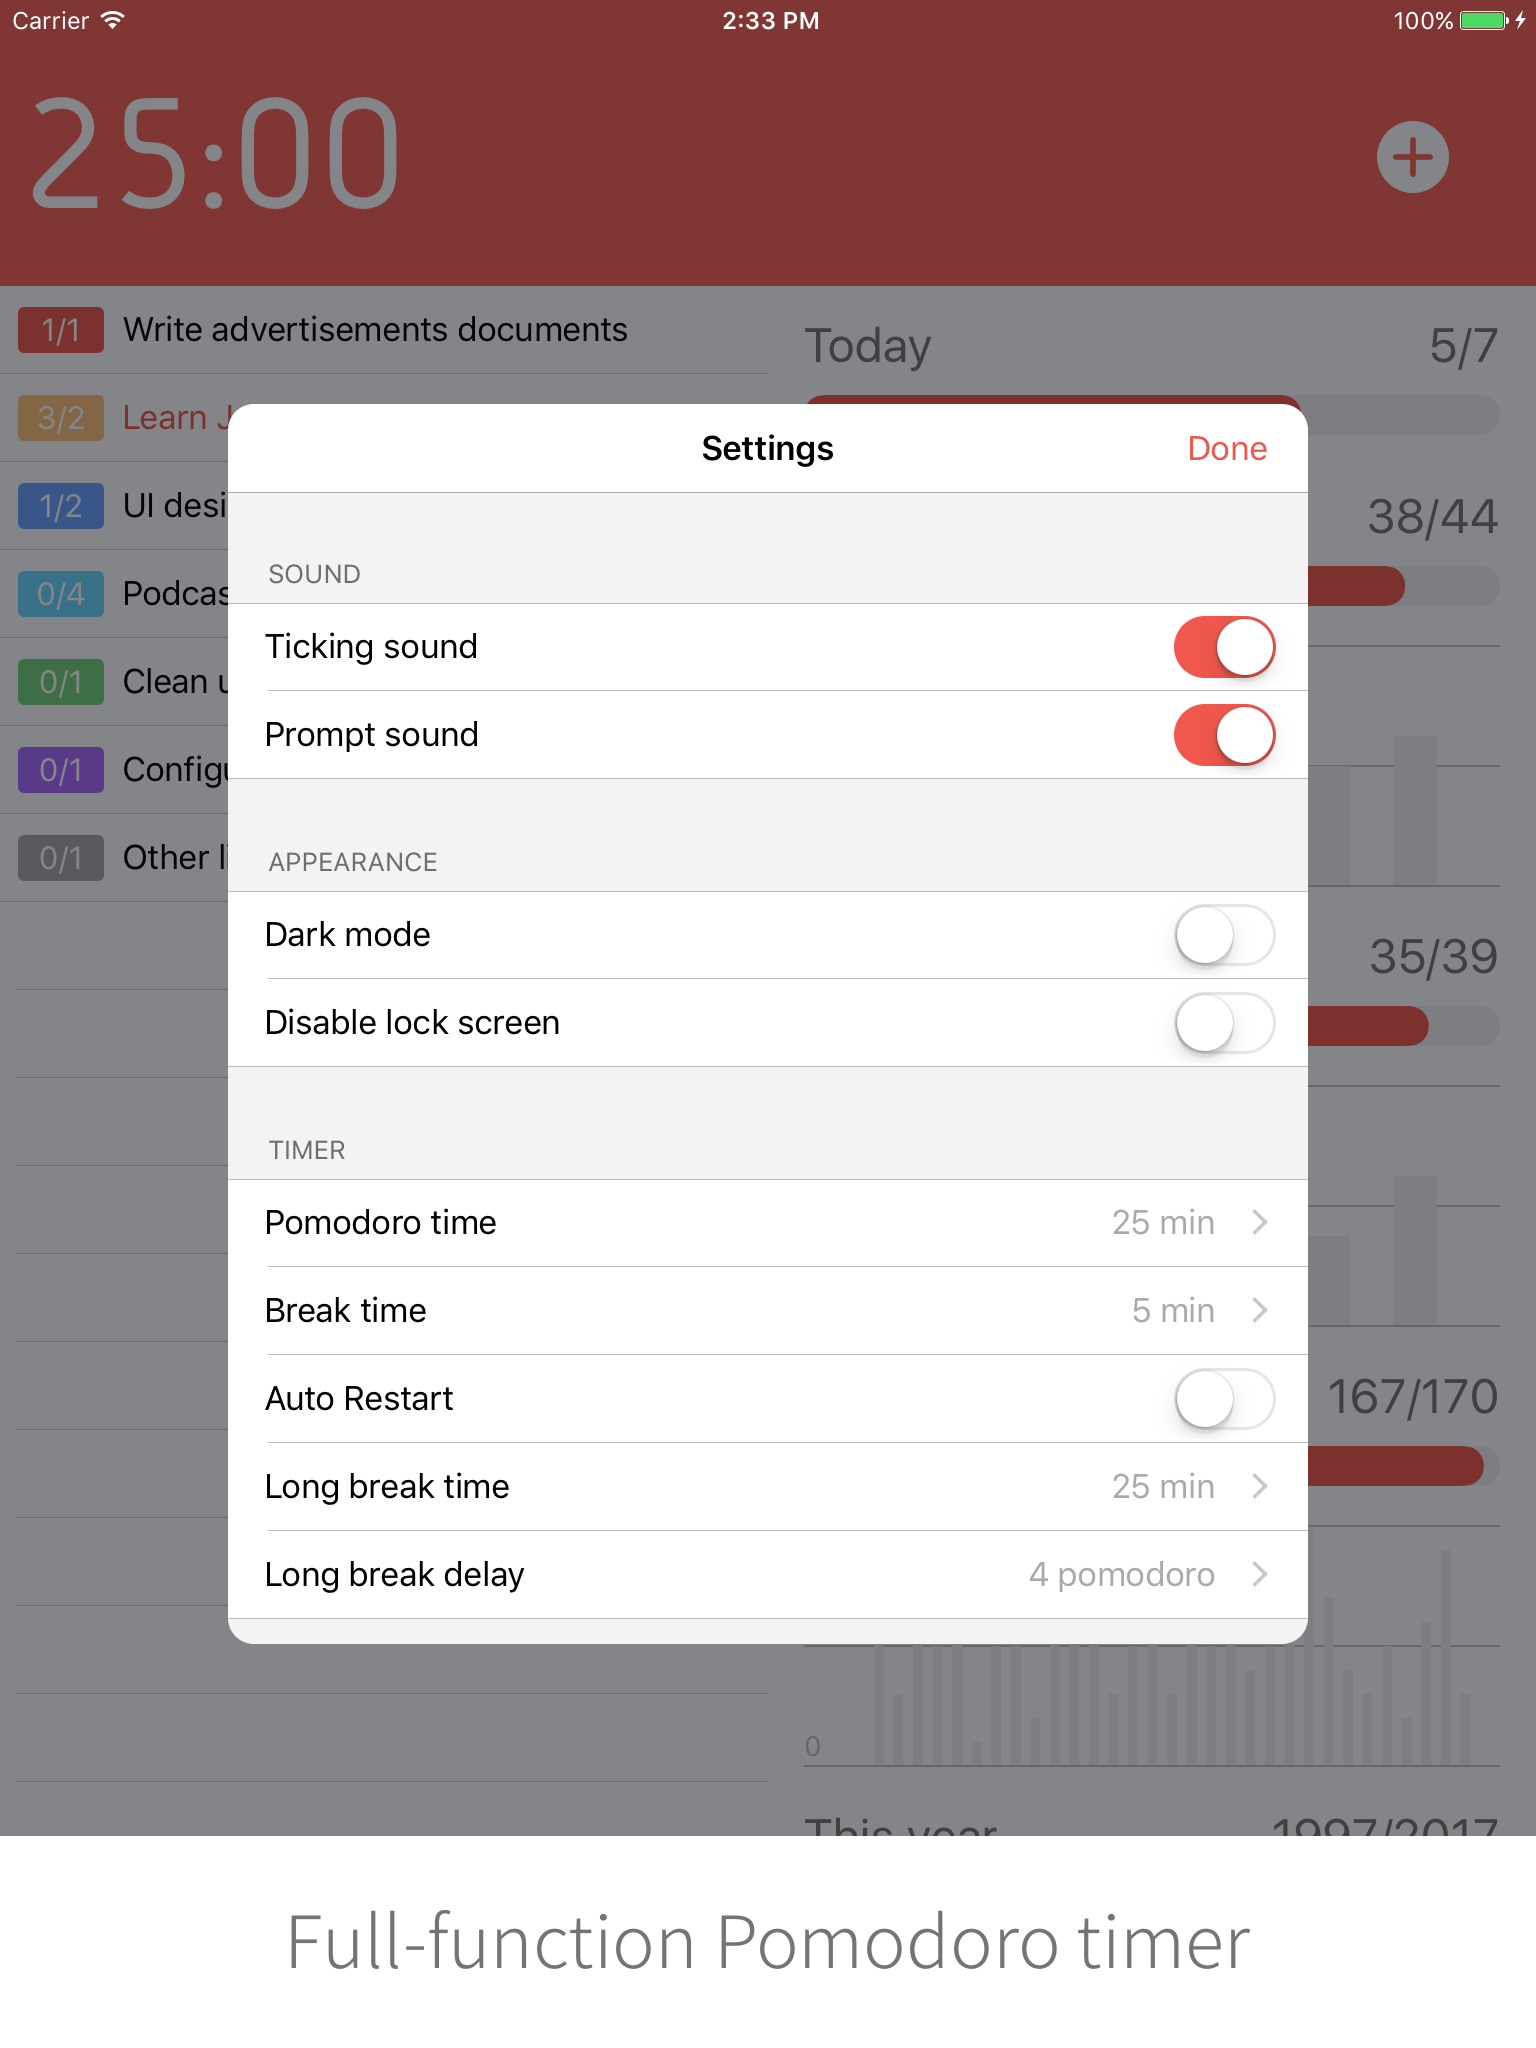 Carrier 2:33 PM 100%
25:00
1/1 Write advertisements documents
3/2 Learn
1/2 UI
0/4
0/1 Clean
0/1
0/1 Other
Today 5/7
38/44
35/39
167/170
0
This year 1997/2017
Settings Done
SOUND
Ticking sound
Prompt sound
APPEARANCE
Dark mode
Disable lock screen
TIMER
Pomodoro time 25 min
Break time 5 min
Auto Restart
Long break time 25 min
Long break delay 4 pomodoro
Full-function Pomodoro timer